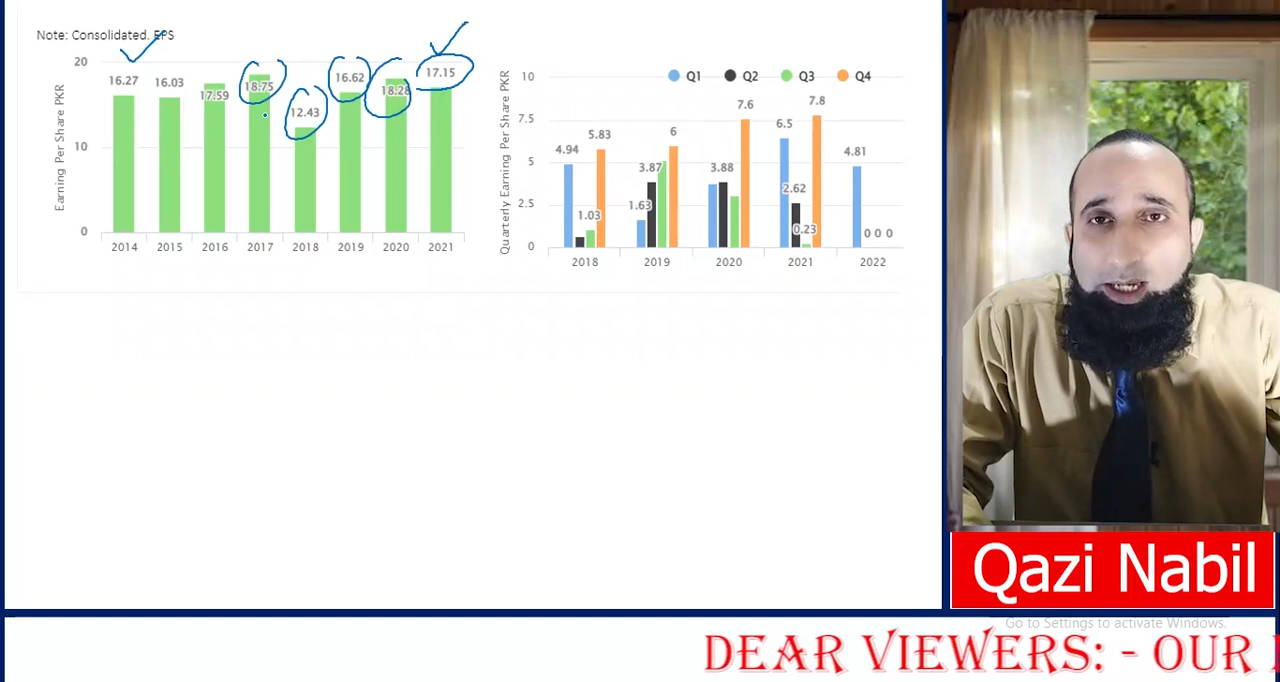 Note: Consolidated. EPS
Earning Per Share PKR
20
10
0
16.27
16.03
17.59
18.75
12.43
16.62
18.28
17.15
2014 2015 2016 2017 2018 2019 2020 2021
Q1 Q2 Q3 Q4
Quarterly Earning Per Share PKR
10
7.5
5
2.5
0
4.94
1.03
5.83
1.63
3.87
6
3.88
7.6
6.5
2.62
0.23
7.8
4.81
0 0 0
2018 2019 2020 2021 2022
Qazi Nabil
Go to Settings to activate Windows.
DEAR VIEWERS: - OUR